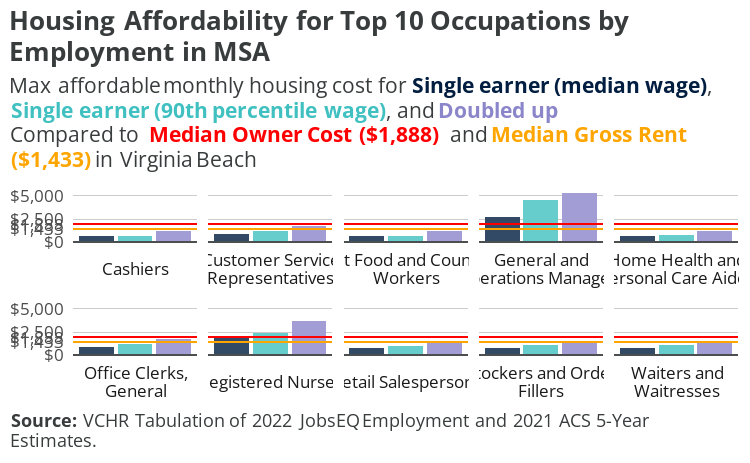 Housing Affordability for Top 10 Occupations by
Employment in MSA
Max affordable monthly housing cost for Single earner (median wage),
Single earner (90th percentile wage), and Doubled up
Compared to Median Owner Cost ($1,888) and Median Gross Rent
($1,433) in Virginia Beach
$5,000
$2,500
$1,433
$0
Cashiers
Customer Service
Representatives
t Food and Coun
Workers
General and
erations Manage
Home Health and
ersonal Care Aide
$5,000
$2,500
$1,433
$0
Office Clerks,
General
egistered Nurse
etail Salesperson
tockers and Orde
Fillers
Waiters and
Waitresses
Source: VCHR Tabulation of 2022 JobsEQ Employment and 2021 ACS 5-Year
Estimates.